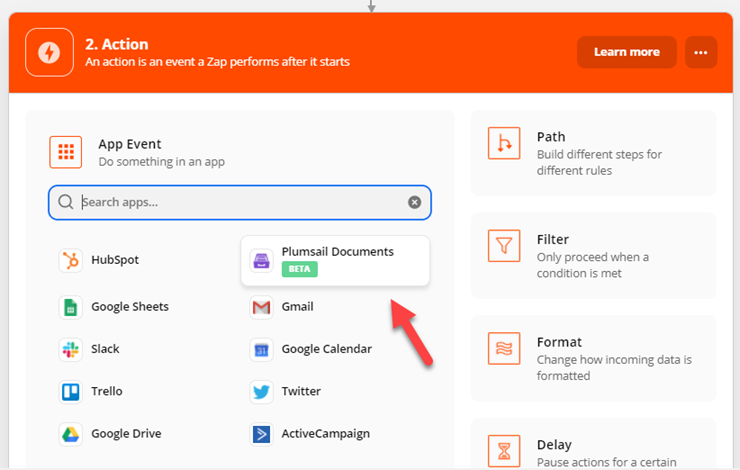 2. Action
An action is an event a Zap performs after it starts
Learn more
App Event
Do something in an app
Search apps...
HubSpot
Plumsail Documents
BETA
Google Sheets
Gmail
Slack
Google Calendar
Trello
Twitter
Google Drive
ActiveCampaign
Path
Build different steps for
different rules
Filter
Only proceed when a
condition is met
Format
Change how incoming data is
formatted
Delay
Pause actions for a certain